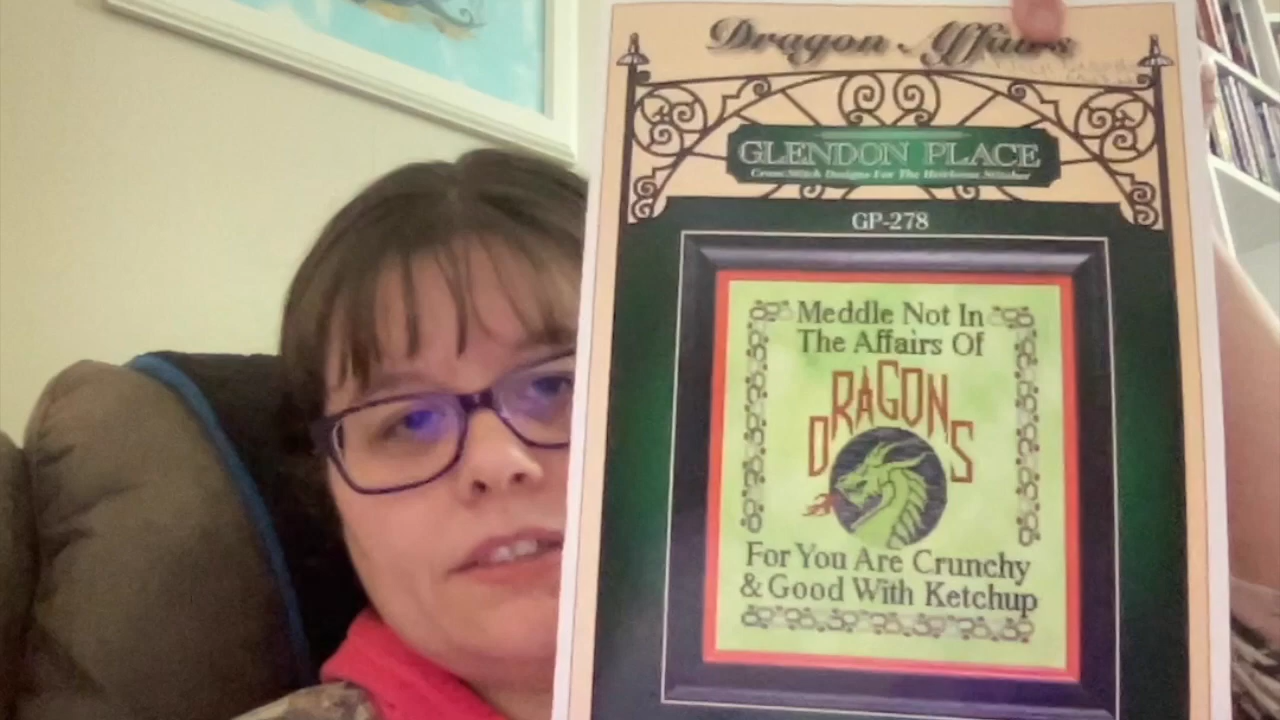 Dragon Affairs
GLENDON PLACE
Cross Stitch Designs For The Heirloom Stitcher
GP-278
Meddle Not In
The Affairs Of
DRAGONS
For You Are Crunchy
& Good With Ketchup